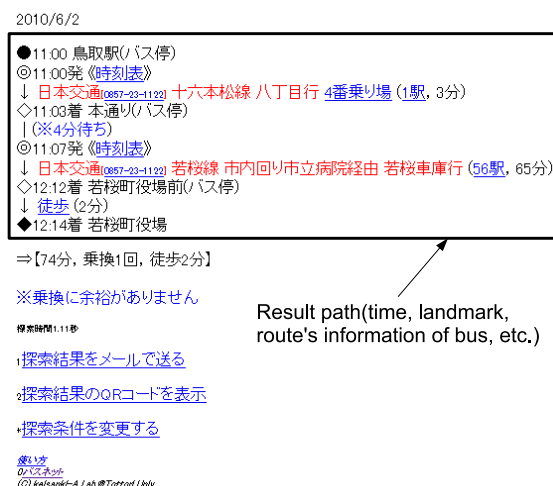 2010/6/2
●11:00 鳥取駅(バス停)
◎11:00発 《時刻表》
↓ 日本交通[0857-23-1122] 十六本松線 八丁目行 4番乗り場 (1駅, 3分)
◇11:03着 本通り(バス停)
| (※4分待ち)
◎11:07発 《時刻表》
↓ 日本交通[0857-23-1122] 若桜線 市内回り市立病院経由 若桜車庫行 (56駅, 65分)
◇12:12着 若桜町役場前(バス停)
↓ 徒歩 (2分)
◆12:14着 若桜町役場
⇒【74分, 乗換1回, 徒歩2分】
※乗換に余裕がありません
Result path(time, landmark,
route's information of bus, etc.)
探索時間1.11秒
1探索結果をメールで送る
2探索結果のQRコードを表示
*探索条件を変更する
使い方
0バスネット